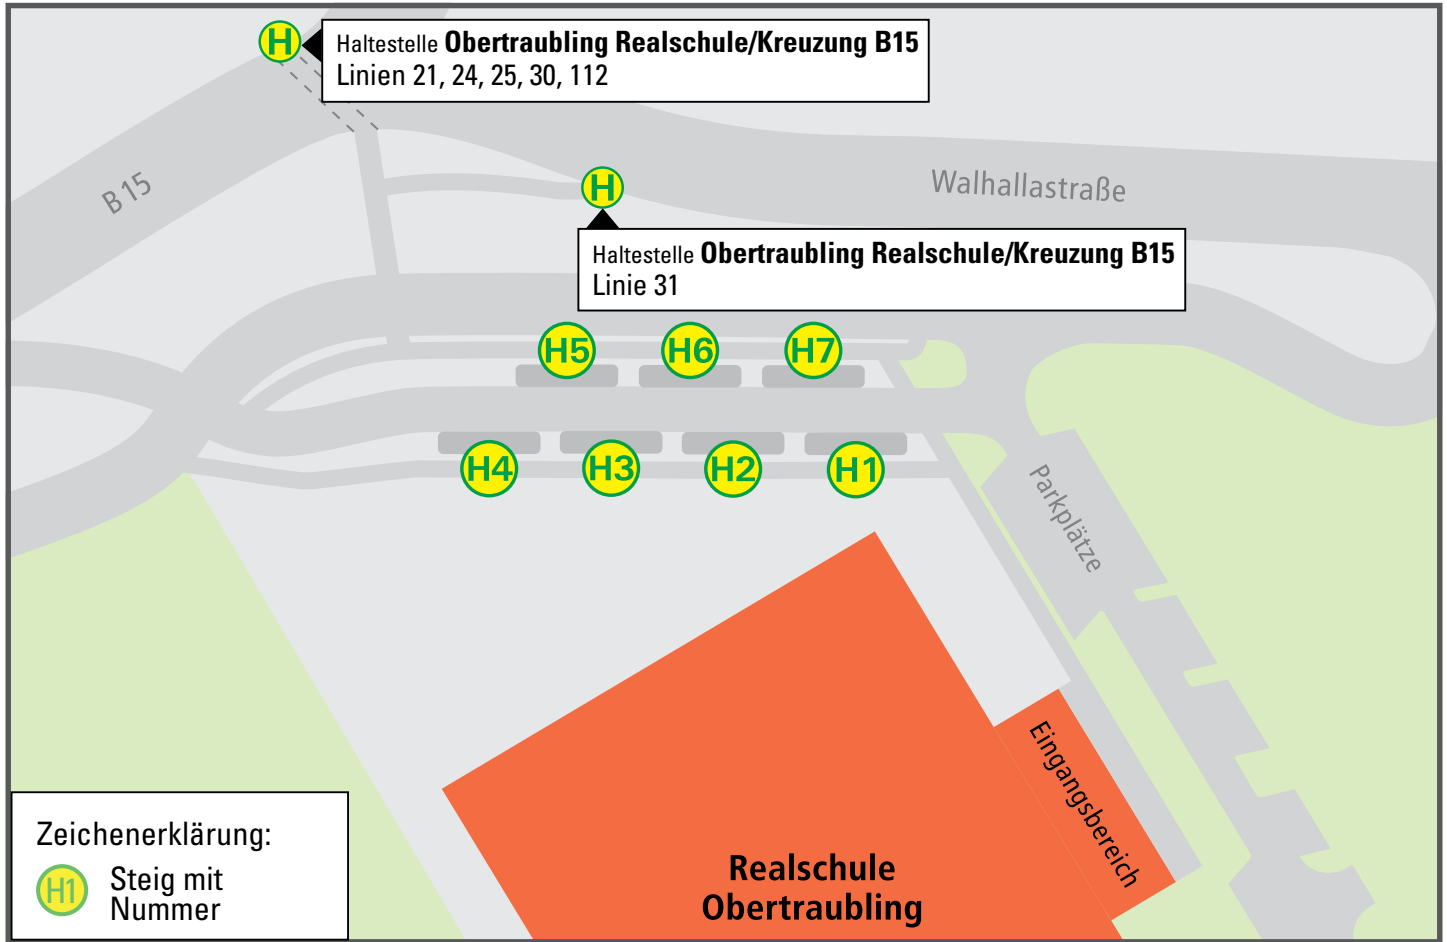 H
Haltestelle Obertraubling Realschule/Kreuzung B15
Linien 21, 24, 25, 30, 112
B 15
H
Walhallastraße
Haltestelle Obertraubling Realschule/Kreuzung B15
Linie 31
H5 H6 H7
H4 H3 H2 H1
Parkplätze
Eingangsbereich
Realschule
Obertraubling
Zeichenerklärung:
H1 Steig mit
Nummer